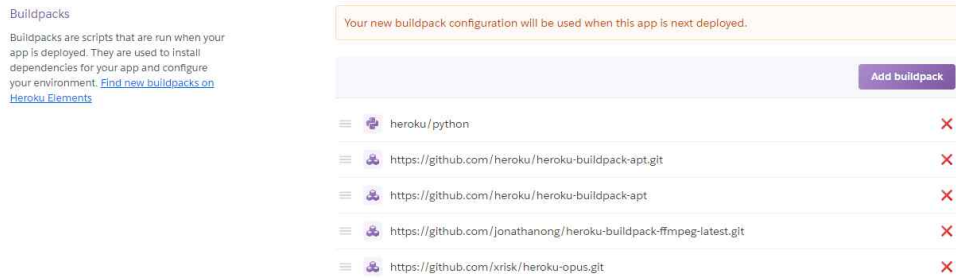 Buildpacks
Buildpacks are scripts that are run when your
app is deployed. They are used to install
dependencies for your app and configure
your environment. Find new buildpacks on
Heroku Elements
Your new buildpack configuration will be used when this app is next deployed.
Add buildpack
heroku/python
https://github.com/heroku/heroku-buildpack-apt.git
https://github.com/heroku/heroku-buildpack-apt
https://github.com/jonathanong/heroku-buildpack-ffmpeg-latest.git
https://github.com/xrisk/heroku-opus.git